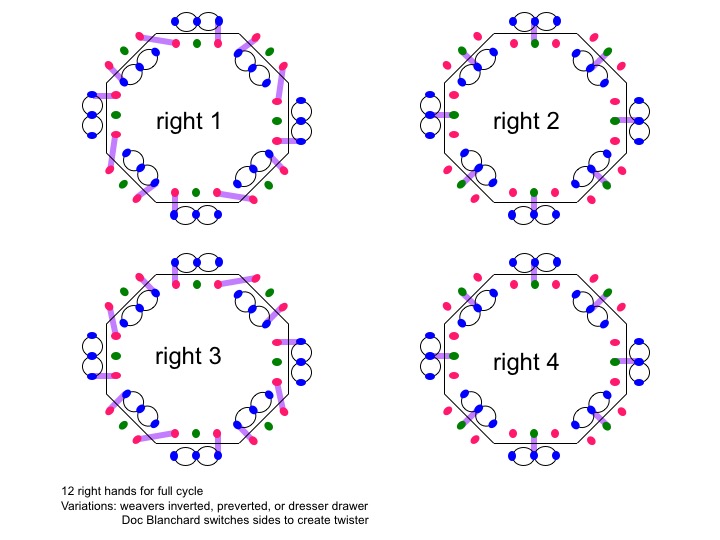 right 1
right 2
right 3
right 4
12 right hands for full cycle
Variations: weavers inverted, preverted, or dresser drawer
Doc Blanchard switches sides to create twister